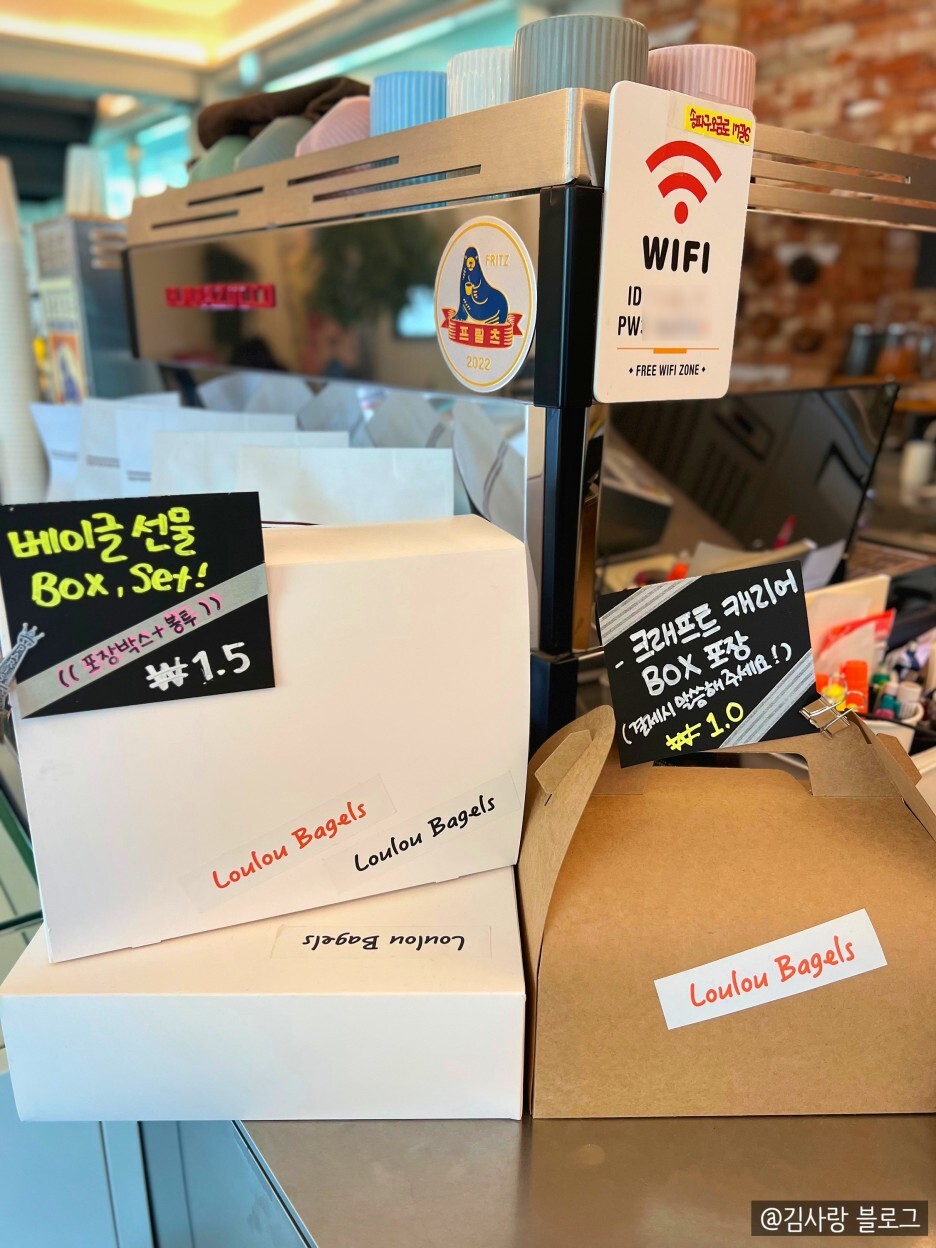 WIFI
ID
PW:
• FREE WIFI ZONE •
FRITZ
프릳츠
2022
베이글 선물
Box, Set!
(( 포장박스+봉투 ))
₩1.5
- 크래프트 캐리어
BOX 포장
(결제시 말씀해주세요!)
₩1.0
Loulou Bagels
Loulou Bagels
Loulou Bagels
Loulou Bagels
@김사랑 블로그